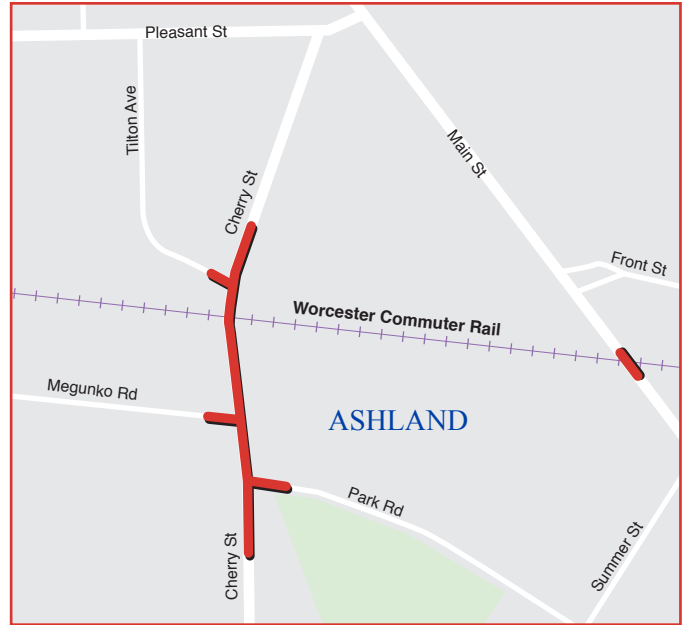 Pleasant St
Tilton Ave
Main St
Cherry St
Front St
Worcester Commuter Rail
Megunko Rd
ASHLAND
Park Rd
Summer St
Cherry St